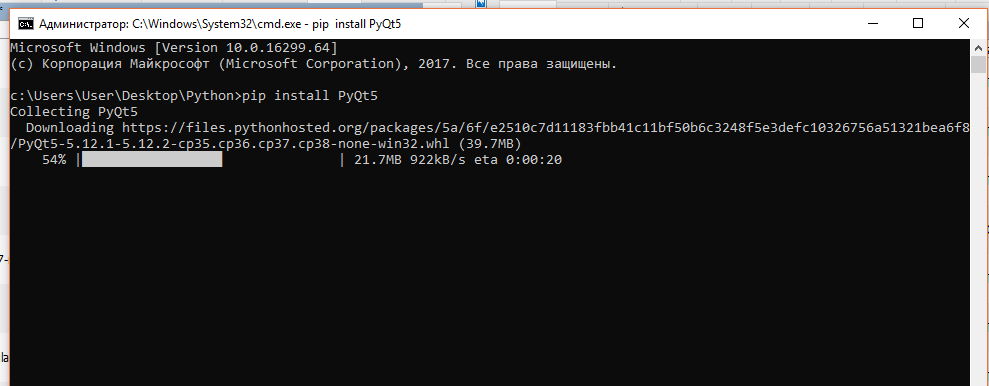 Администратор: C:\Windows\System32\cmd.exe - pip install PyQt5
Microsoft Windows [Version 10.0.16299.64]
(c) Корпорация Майкрософт (Microsoft Corporation), 2017. Все права защищены.
c:\Users\User\Desktop\Python>pip install PyQt5
Collecting PyQt5
Downloading https://files.pythonhosted.org/packages/5a/6f/e2510c7d11183fbb41c11bf50b6c3248f5e3defc10326756a51321bea6f8
/PyQt5-5.12.1-5.12.2-cp35.cp36.cp37.cp38-none-win32.whl (39.7MB)
54% | | 21.7MB 922kB/s eta 0:00:20